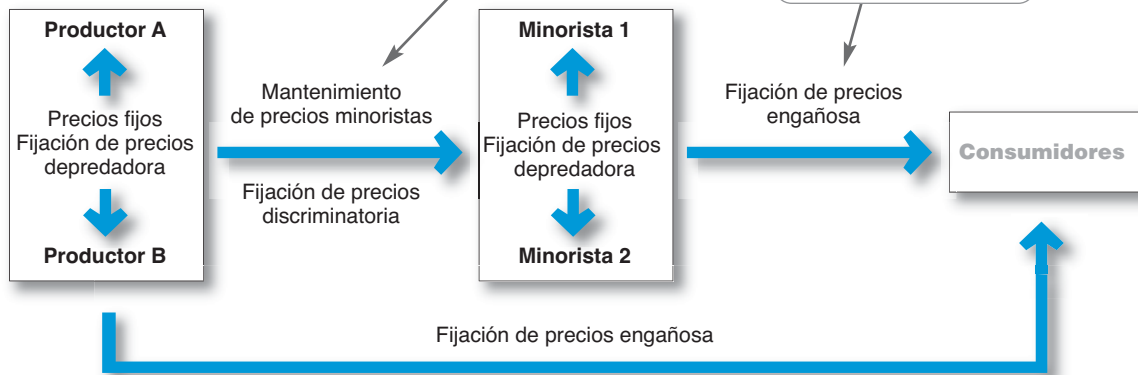 Productor A
Precios fijos
Fijación de precios
depredadora
Productor B
Mantenimiento
de precios minoristas
Fijación de precios
discriminatoria
Minorista 1
Precios fijos
Fijación de precios
depredadora
Minorista 2
Fijación de precios
engañosa
Consumidores
Fijación de precios engañosa